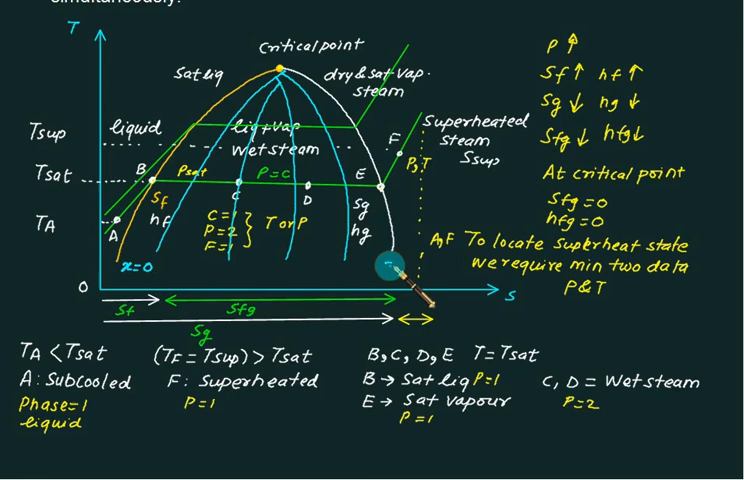 simultaneously.
T
Critical point
Sat liq
dry & sat vap.
steam
Tsup
liquid
liq+vap
wet steam
Superheated
steam
Ssup
F
P, T
Tsat
B
Psat
P=C
E
C
D
Sf
hf
Sg
hg
TA
A
C=1
P=2
F=1
T or P
x=0
0
S
Sf
Sfg
Sg
P ↑
Sf ↑ hf ↑
Sg ↓ hg ↓
Sfg ↓ hfg ↓
At critical point
Sfg = 0
hfg = 0
A,F To locate superheat state
we require min two data
P & T
TA < Tsat
A: Subcooled
Phase=1
liquid
(TF = Tsup) > Tsat
F: Superheated
P=1
B, C, D, E T = Tsat
B → Sat liq P=1
E → Sat vapour
P=1
C, D = Wet steam
P=2